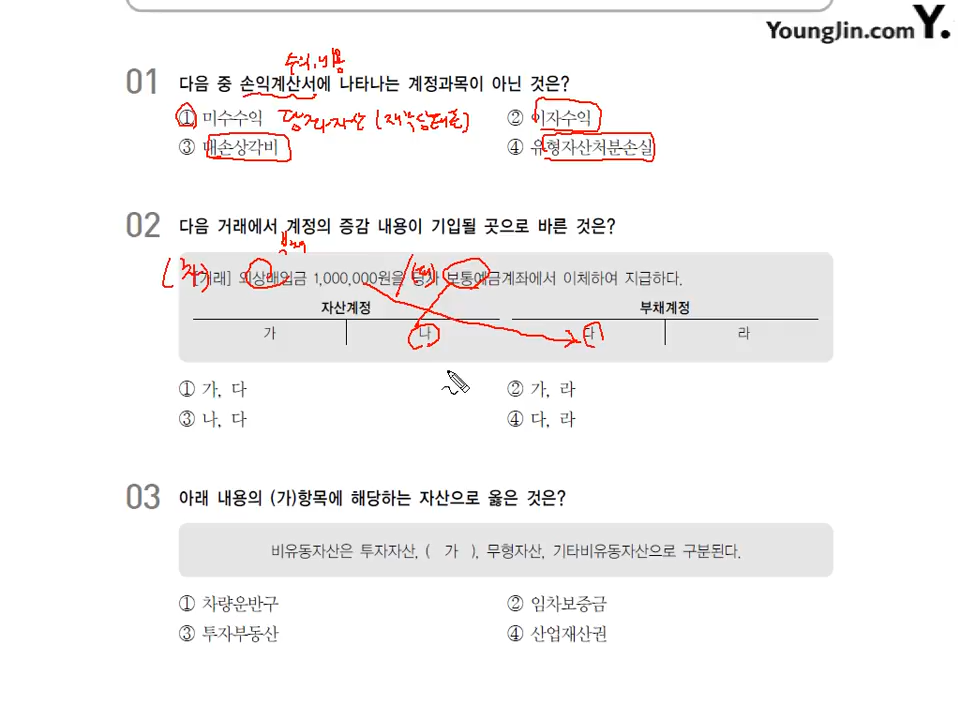 YoungJin.com Y.
수익, 비용
01 다음 중 손익계산서에 나타나는 계정과목이 아닌 것은?
① 미수수익 당좌자산 (재무상태표) ② 이자수익
③ 대손상각비 ④ 유형자산처분손실
02 다음 거래에서 계정의 증감 내용이 기입될 곳으로 바른 것은?
부채
(차) / (대)
[거래] 외상매입금 1,000,000원을 당사 보통예금계좌에서 이체하여 지급하다.
자산계정 부채계정
가 나 다 라
① 가, 다 ② 가, 라
③ 나, 다 ④ 다, 라
03 아래 내용의 (가)항목에 해당하는 자산으로 옳은 것은?
비유동자산은 투자자산, ( 가 ), 무형자산, 기타비유동자산으로 구분된다.
① 차량운반구 ② 임차보증금
③ 투자부동산 ④ 산업재산권